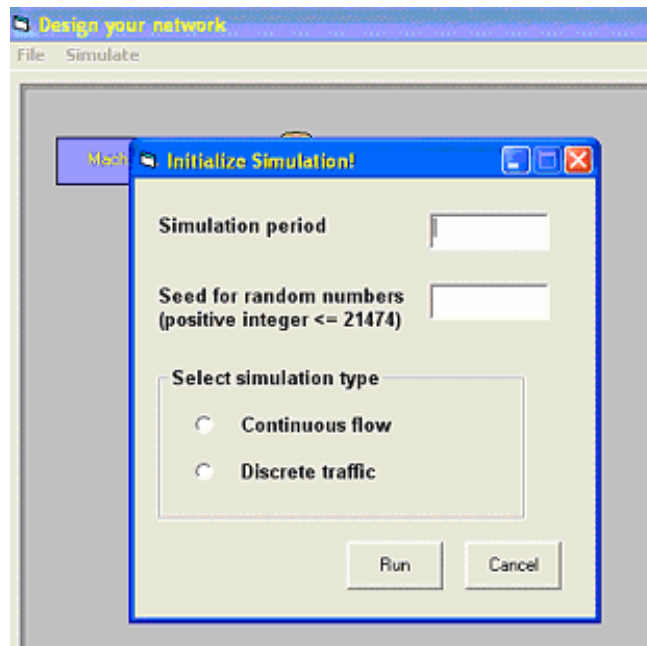 Design your network
File Simulate
Mach
Initialize Simulation!
Simulation period
Seed for random numbers
(positive integer <= 21474)
Select simulation type
Continuous flow
Discrete traffic
Run Cancel